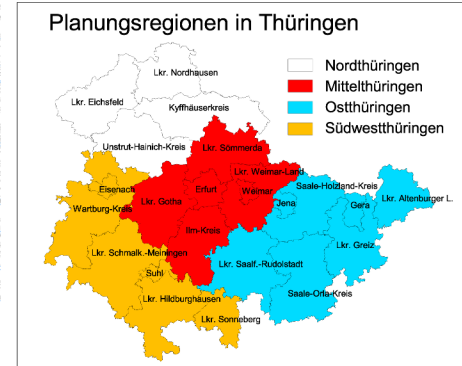 Planungsregionen in Thüringen
Nordthüringen
Mittelthüringen
Ostthüringen
Südwestthüringen
Lkr. Nordhausen
Lkr. Eichsfeld
Kyffhäuserkreis
Unstrut-Hainich-Kreis
Lkr. Sömmerda
Lkr. Weimar-Land
Eisenach
Erfurt
Weimar
Saale-Holzland-Kreis
Wartburg-Kreis
Lkr. Gotha
Jena
Gera
Lkr. Altenburger L.
Ilm-Kreis
Lkr. Greiz
Lkr. Schmalk.-Meiningen
Suhl
Lkr. Saalf.-Rudolstadt
Lkr. Hildburghausen
Saale-Orla-Kreis
Lkr. Sonneberg